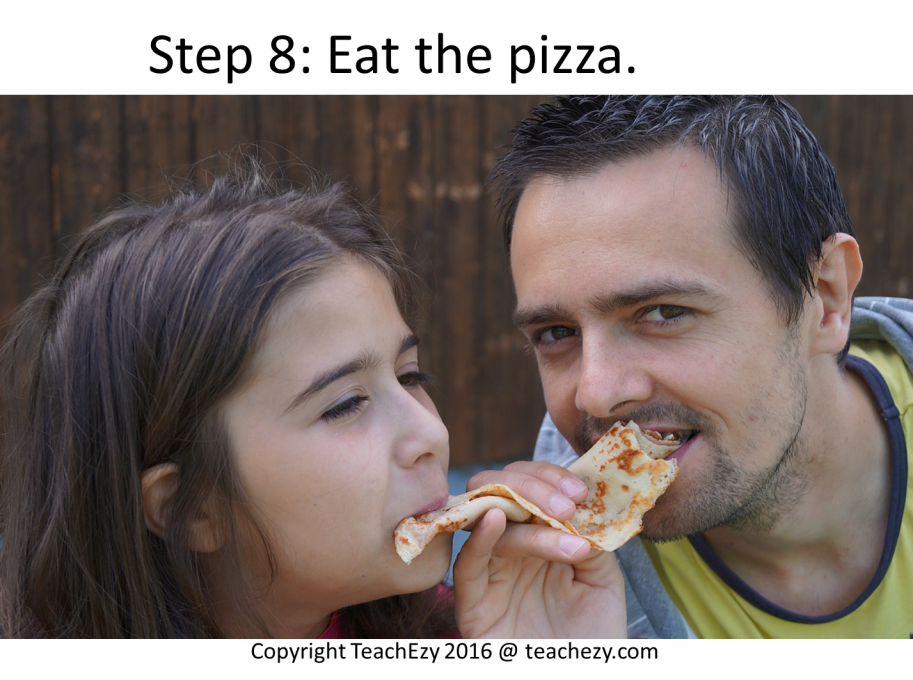 Step 8: Eat the pizza.
Copyright TeachEzy 2016 @ teachezy.com